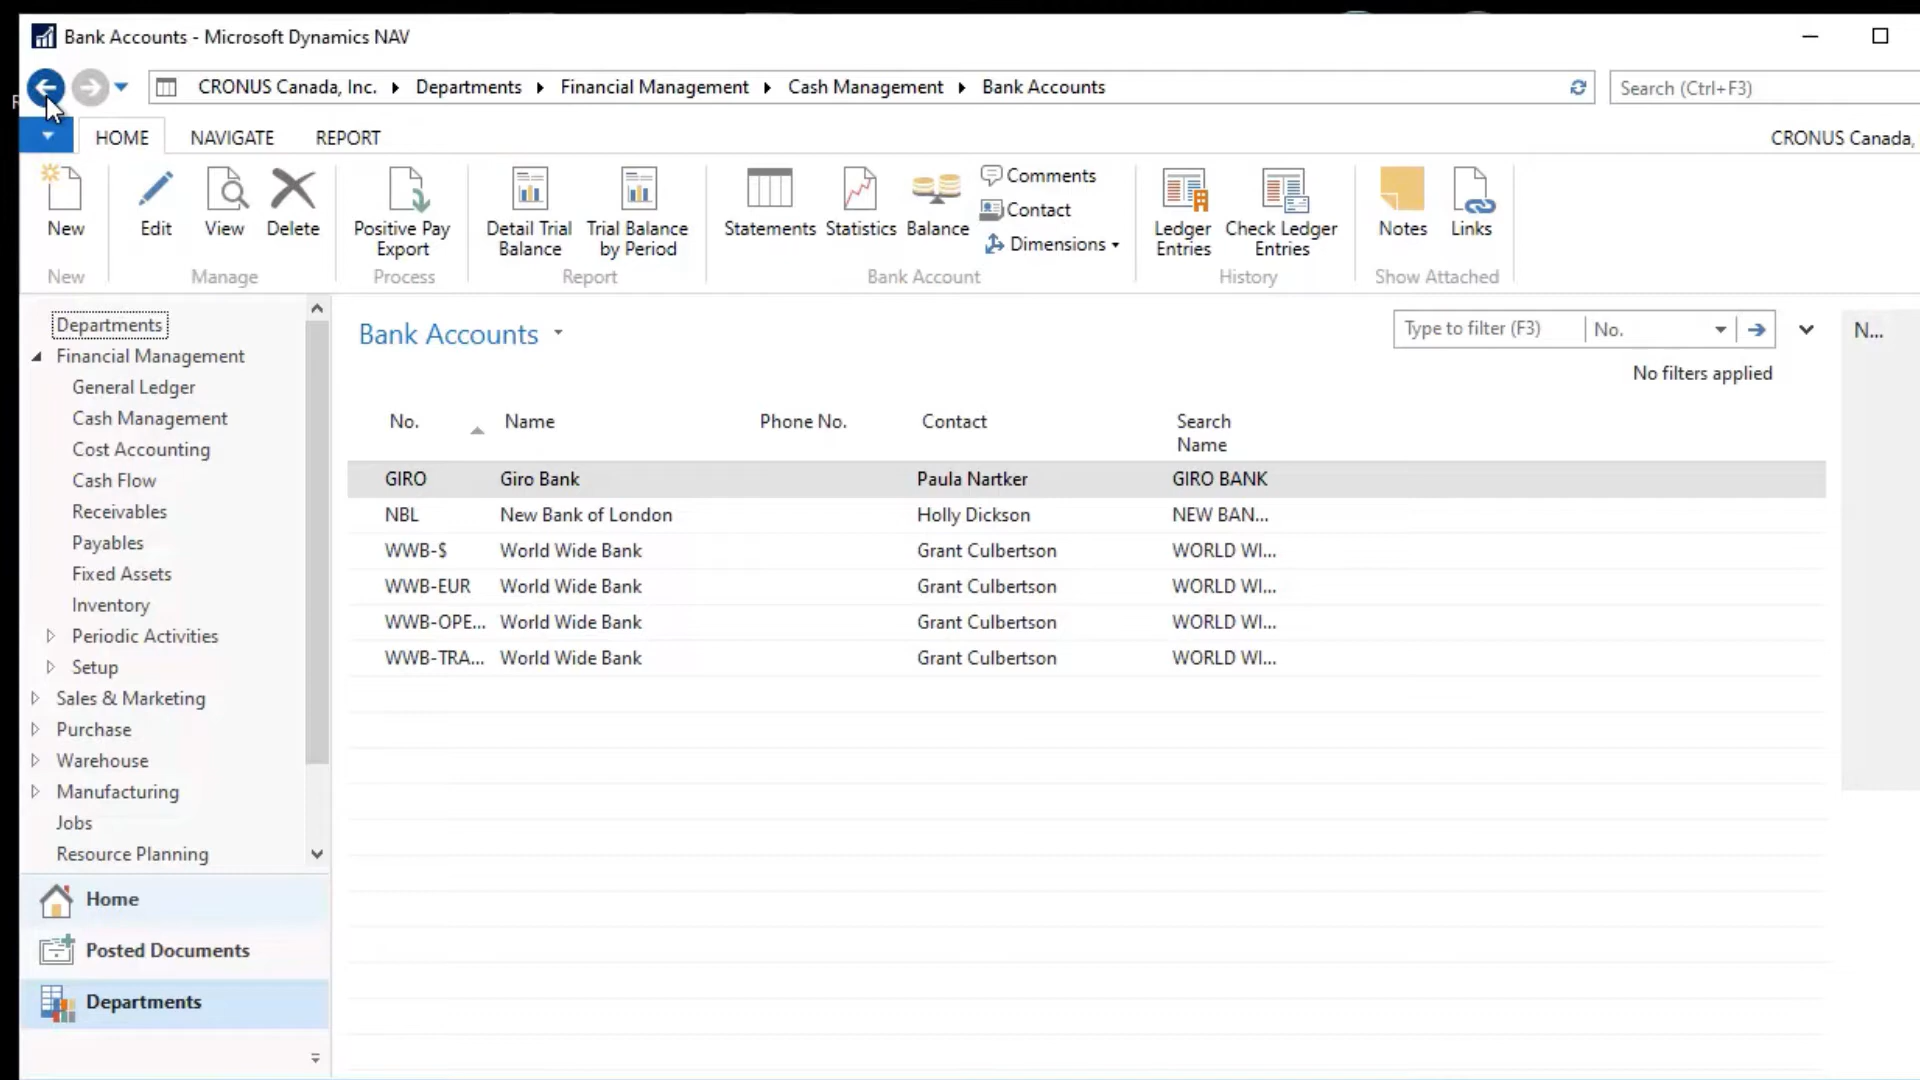 Bank Accounts - Microsoft Dynamics NAV
CRONUS Canada, Inc. Departments Financial Management Cash Management Bank Accounts
Search (Ctrl+F3)
HOME NAVIGATE REPORT
CRONUS Canada,
New
Edit View Delete
Positive Pay Export
Detail Trial Balance
Trial Balance by Period
Statements Statistics Balance
Comments
Contact
Dimensions
Ledger Entries
Check Ledger Entries
Notes Links
New Manage Process Report Bank Account History Show Attached
Departments
Financial Management
General Ledger
Cash Management
Cost Accounting
Cash Flow
Receivables
Payables
Fixed Assets
Inventory
Periodic Activities
Setup
Sales & Marketing
Purchase
Warehouse
Manufacturing
Jobs
Resource Planning
Home
Posted Documents
Departments
Bank Accounts
Type to filter (F3) No.
N...
No filters applied
No. Name Phone No. Contact Search Name
GIRO Giro Bank Paula Nartker GIRO BANK
NBL New Bank of London Holly Dickson NEW BAN...
WWB-$ World Wide Bank Grant Culbertson WORLD WI...
WWB-EUR World Wide Bank Grant Culbertson WORLD WI...
WWB-OPE... World Wide Bank Grant Culbertson WORLD WI...
WWB-TRA... World Wide Bank Grant Culbertson WORLD WI...